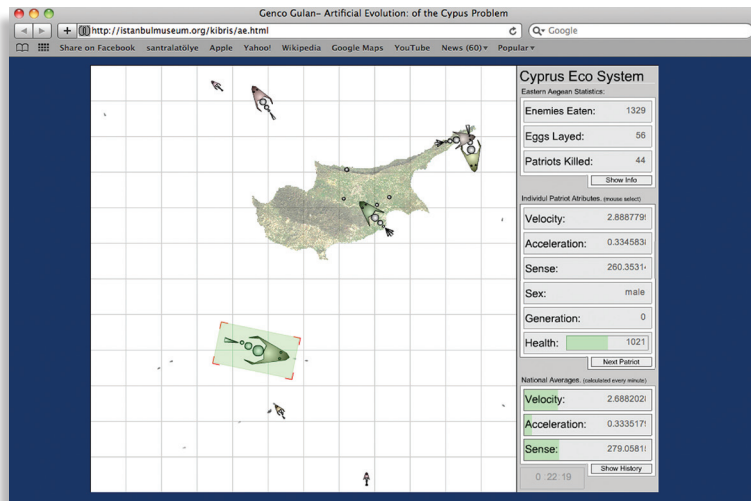 Genco Gulan– Artificial Evolution: of the Cypus Problem
http://istanbulmuseum.org/kibris/ae.html
Google
Share on Facebook santralatölye Apple Yahoo! Wikipedia Google Maps YouTube News (60) Popular
Cyprus Eco System
Eastern Aegean Statistics:
Enemies Eaten: 1329
Eggs Layed: 56
Patriots Killed: 44
Show Info
Individul Patriot Atributes. (mouse select)
Velocity: 2.8887795
Acceleration: 0.334583
Sense: 260.3531
Sex: male
Generation: 0
Health: 1021
Next Patriot
National Averages. (calculated every minute)
Velocity: 2.688202
Acceleration: 0.333517
Sense: 279.0581
0 :22 :19
Show History